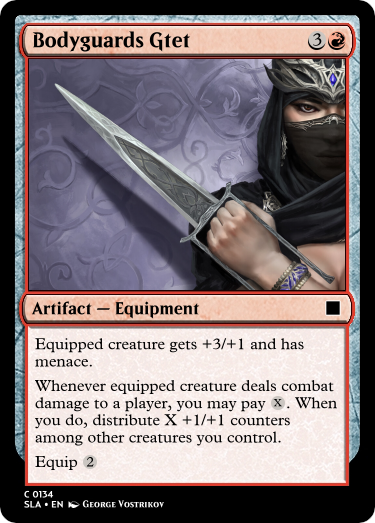 Bodyguards Gtet
3
Artifact — Equipment
Equipped creature gets +3/+1 and has
menace.
Whenever equipped creature deals combat
damage to a player, you may pay X. When
you do, distribute X +1/+1 counters
among other creatures you control.
Equip 2
C 0134
SLA • EN George Vostrikov